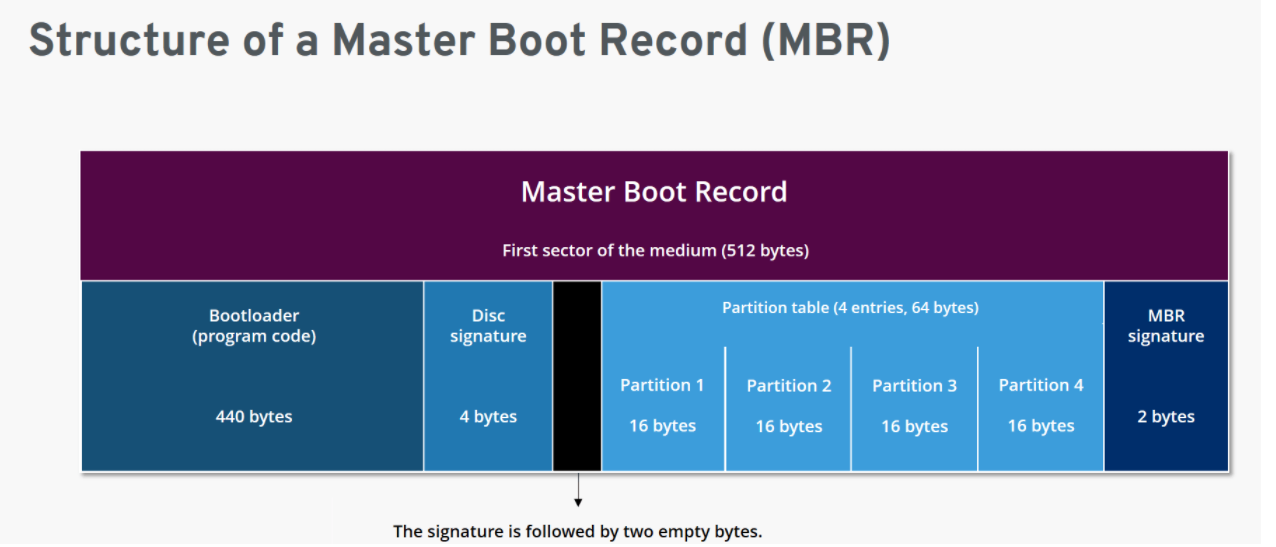 Structure of a Master Boot Record (MBR)
Master Boot Record
First sector of the medium (512 bytes)
Bootloader
(program code)
440 bytes
Disc
signature
4 bytes
Partition table (4 entries, 64 bytes)
Partition 1
16 bytes
Partition 2
16 bytes
Partition 3
16 bytes
Partition 4
16 bytes
MBR
signature
2 bytes
The signature is followed by two empty bytes.